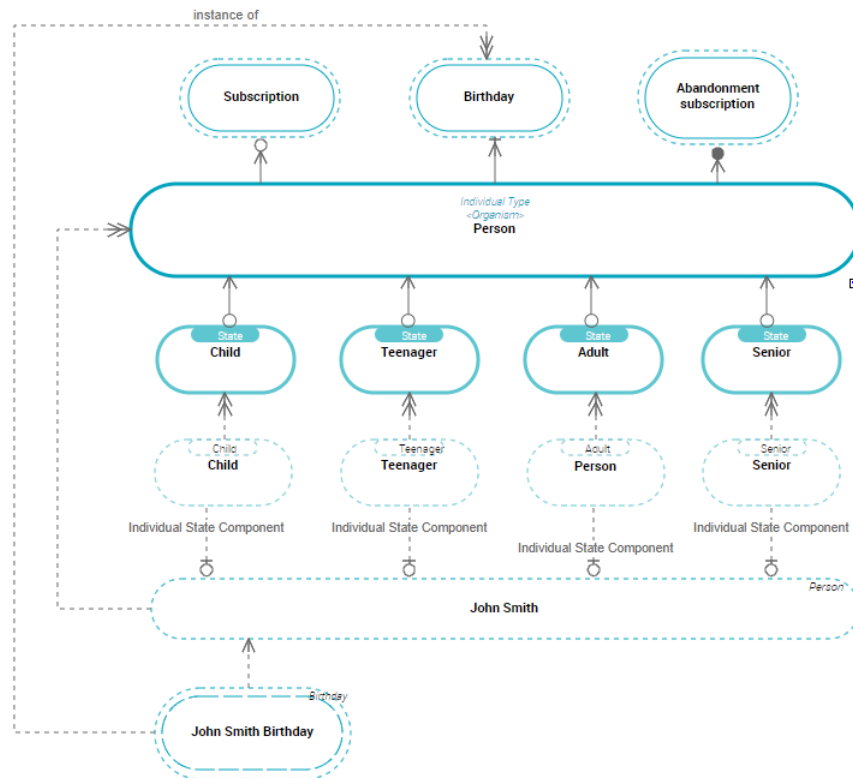 instance of
Subscription
Birthday
Abandonment
subscription
Individual Type
<Organism>
Person
State
Child
State
Teenager
State
Adult
State
Senior
Child
Child
Teenager
Teenager
Adult
Person
Senior
Senior
Individual State Component
Individual State Component
Individual State Component
Individual State Component
Person
John Smith
Birthday
John Smith Birthday